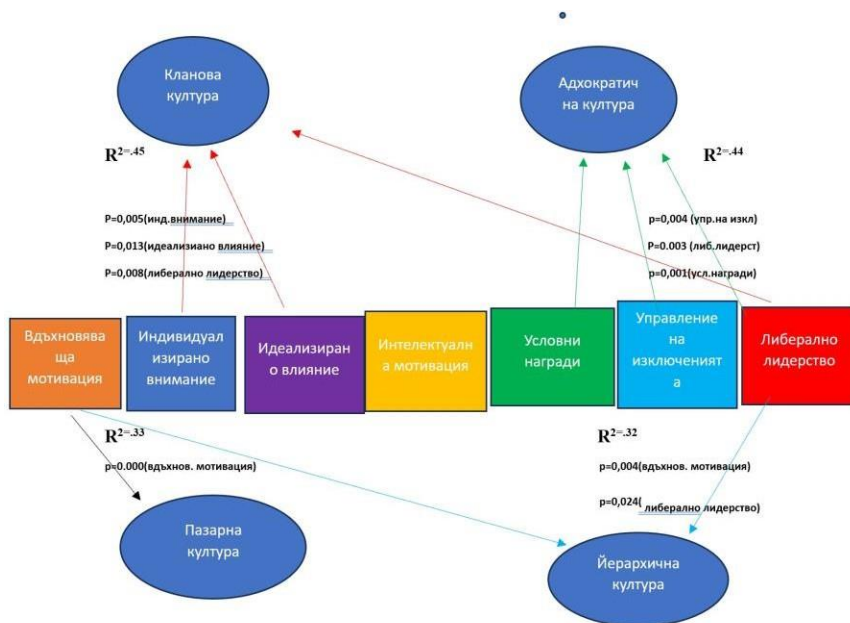 Кланова
култура
Адхократич
на култура
R²⁼.⁴⁵
R²⁼.⁴⁴
P=0,005(инд.внимание)
P=0,013(идеализиано влияние)
P=0,008(либерално лидерство)
p=0,004 (упр.на изкл)
P=0.003 (либ.лидерст)
p=0,001(усл.награди)
Вдъхновява
ща
мотивация
Индивидуал
изирано
внимание
Идеализиран
о влияние
Интелектуалн
а мотивация
Условни
награди
Управление
на
изключеният
а
Либерално
лидерство
R²⁼.³³
p=0.000(вдъхнов. мотивация)
R²⁼.³²
p=0,004(вдъхнов. мотивация)
p=0,024( либерално лидерство)
Пазарна
култура
Йерархична
култура